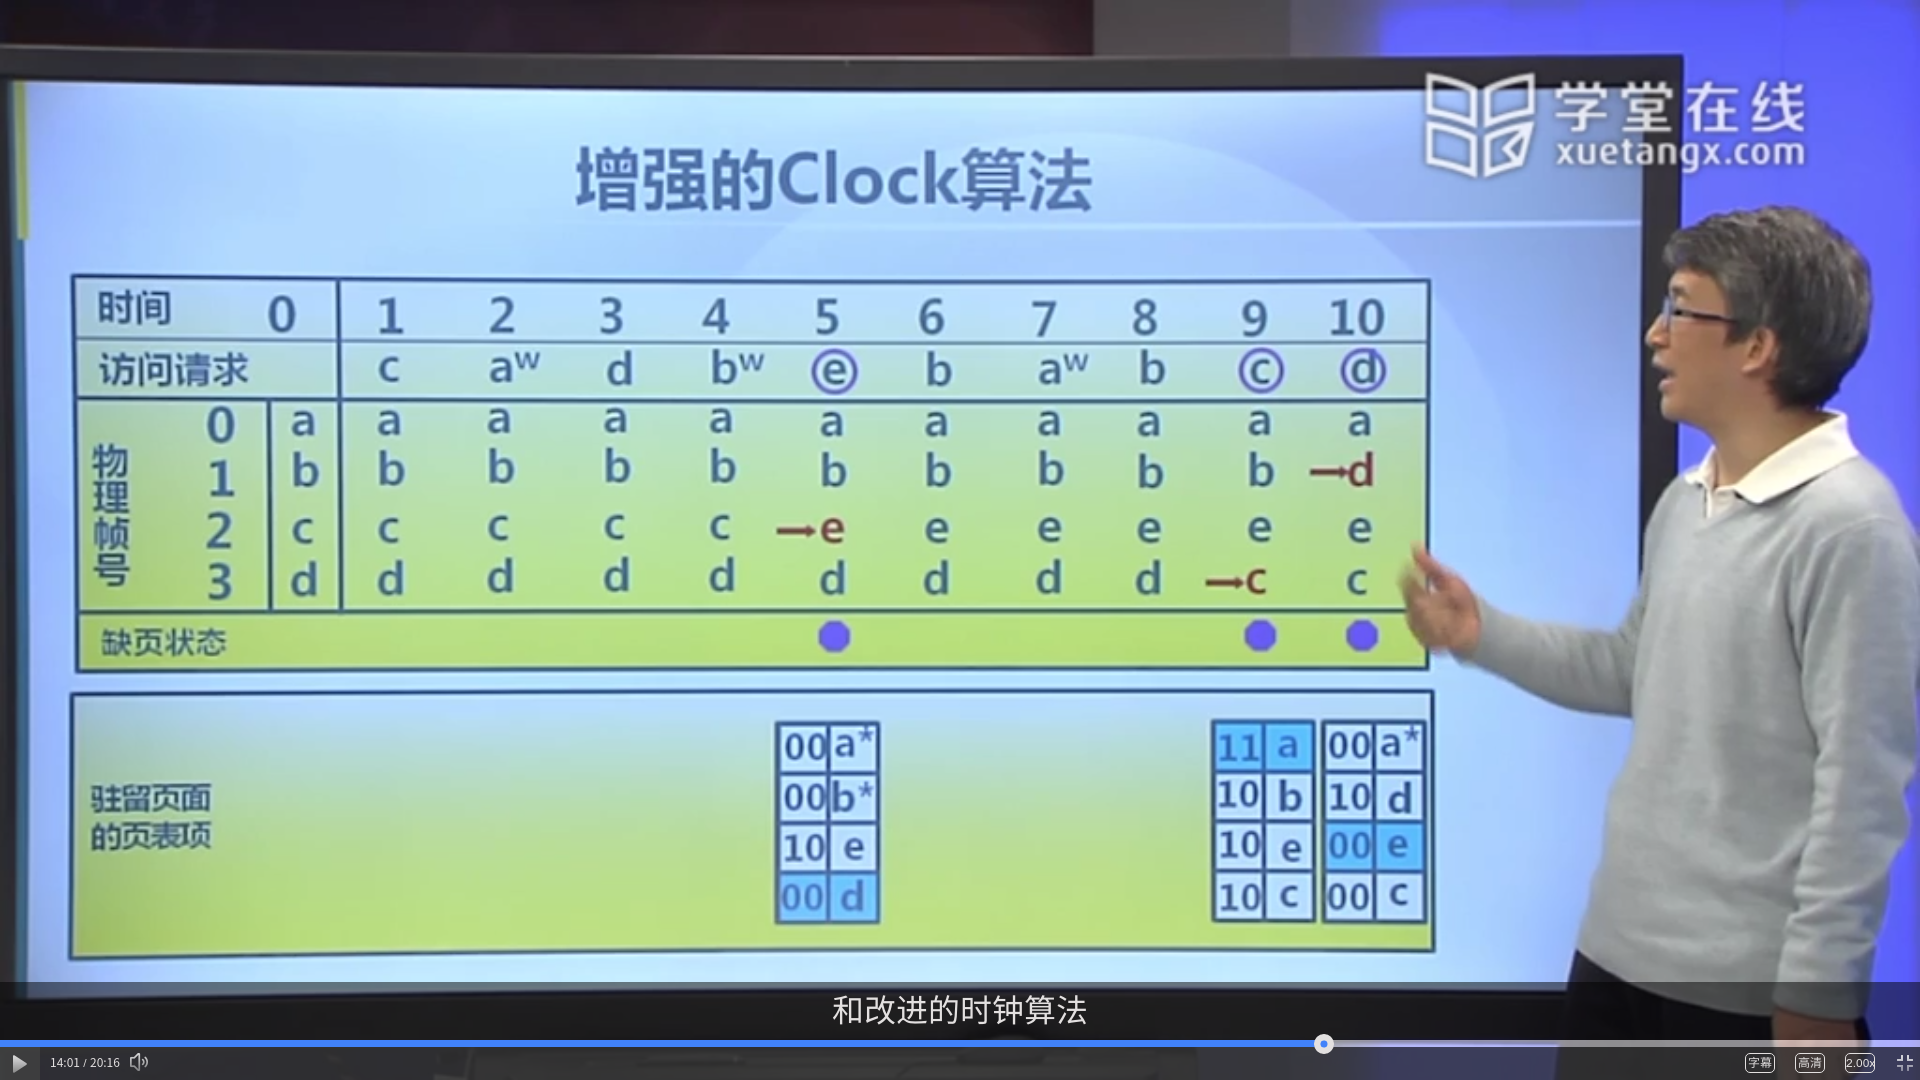 学堂在线
xuetangx.com
增强的Clock算法
时间 0 1 2 3 4 5 6 7 8 9 10
访问请求 c aw d bw e b aw b c d
物理帧号
0 a a a a a a a a a a a
1 b b b b b b b b b b →d
2 c c c c c →e e e e e e
3 d d d d d d d d d →c c
缺页状态
驻留页面
的页表项
00 a* 11 a 00 a*
00 b* 10 b 10 d
10 e 10 e 00 e
00 d 10 c 00 c
和改进的时钟算法
14:01 / 20:16 字幕 高清 2.00x